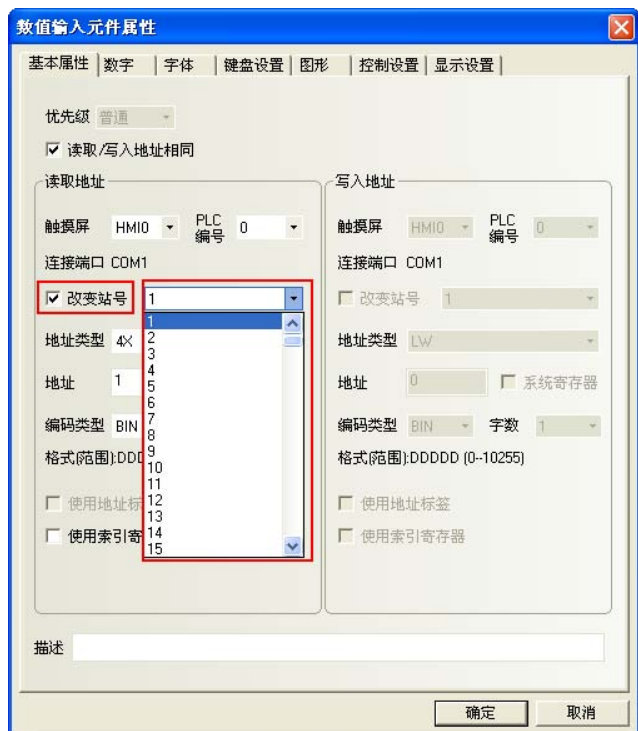 数值输入元件属性
基本属性 数字 字体 键盘设置 图形 控制设置 显示设置
优先级 普通
读取/写入地址相同
读取地址
触摸屏 HMI0 PLC编号 0
连接端口 COM1
改变站号 1
1
2
3
4
5
6
7
8
9
10
11
12
13
14
15
地址类型 4X
地址 1
编码类型 BIN
格式(范围):DDD
使用地址标
使用索引寄
写入地址
触摸屏 HMI0 PLC编号 0
连接端口 COM1
改变站号 1
地址类型 LW
地址 0 系统寄存器
编码类型 BIN 字数 1
格式(范围):DDDDD (0--10255)
使用地址标签
使用索引寄存器
描述
确定 取消